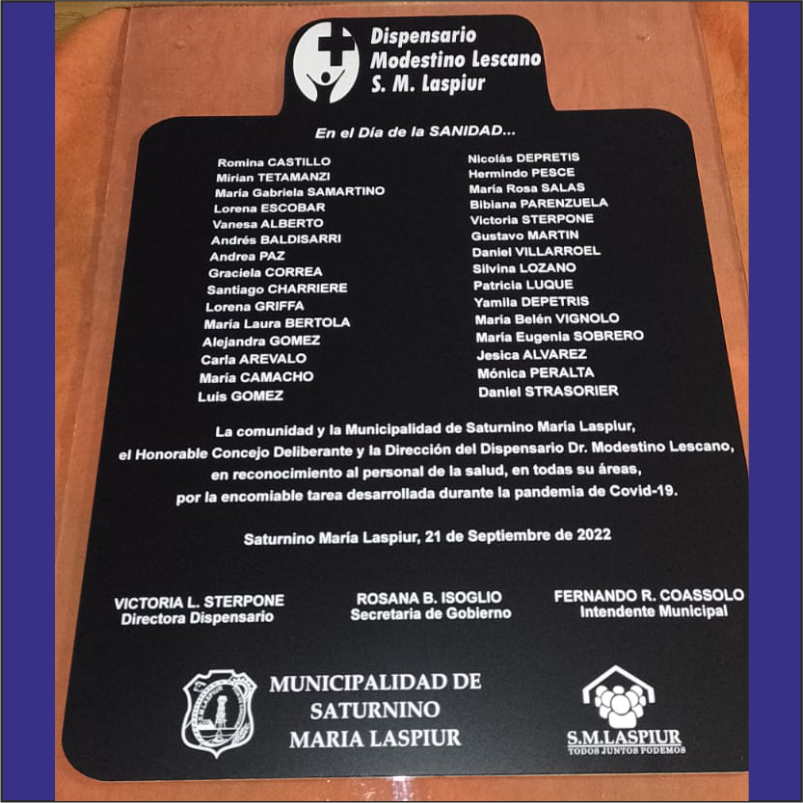 Dispensario
Modestino Lescano
S. M. Laspiur
En el Día de la SANIDAD...
Romina CASTILLO
Mirian TETAMANZI
María Gabriela SAMARTINO
Lorena ESCOBAR
Vanesa ALBERTO
Andrés BALDISARRI
Andrea PAZ
Graciela CORREA
Santiago CHARRIERE
Lorena GRIFFA
María Laura BERTOLA
Alejandra GOMEZ
Carla AREVALO
María CAMACHO
Luis GOMEZ
Nicolás DEPRETIS
Hermindo PESCE
María Rosa SALAS
Bibiana PARENZUELA
Victoria STERPONE
Gustavo MARTIN
Daniel VILLARROEL
Silvina LOZANO
Patricia LUQUE
Yamila DEPETRIS
María Belén VIGNOLO
María Eugenia SOBRERO
Jesica ALVAREZ
Mónica PERALTA
Daniel STRASORIER
La comunidad y la Municipalidad de Saturnino María Laspiur,
el Honorable Concejo Deliberante y la Dirección del Dispensario Dr. Modestino Lescano,
en reconocimiento al personal de la salud, en todas su áreas,
por la encomiable tarea desarrollada durante la pandemia de Covid-19.
Saturnino María Laspiur, 21 de Septiembre de 2022
VICTORIA L. STERPONE
Directora Dispensario
ROSANA B. ISOGLIO
Secretaria de Gobierno
FERNANDO R. COASSOLO
Intendente Municipal
MUNICIPALIDAD DE
SATURNINO
MARIA LASPIUR
S.M.LASPIUR
S.M.LASPIUR
TODOS JUNTOS PODEMOS